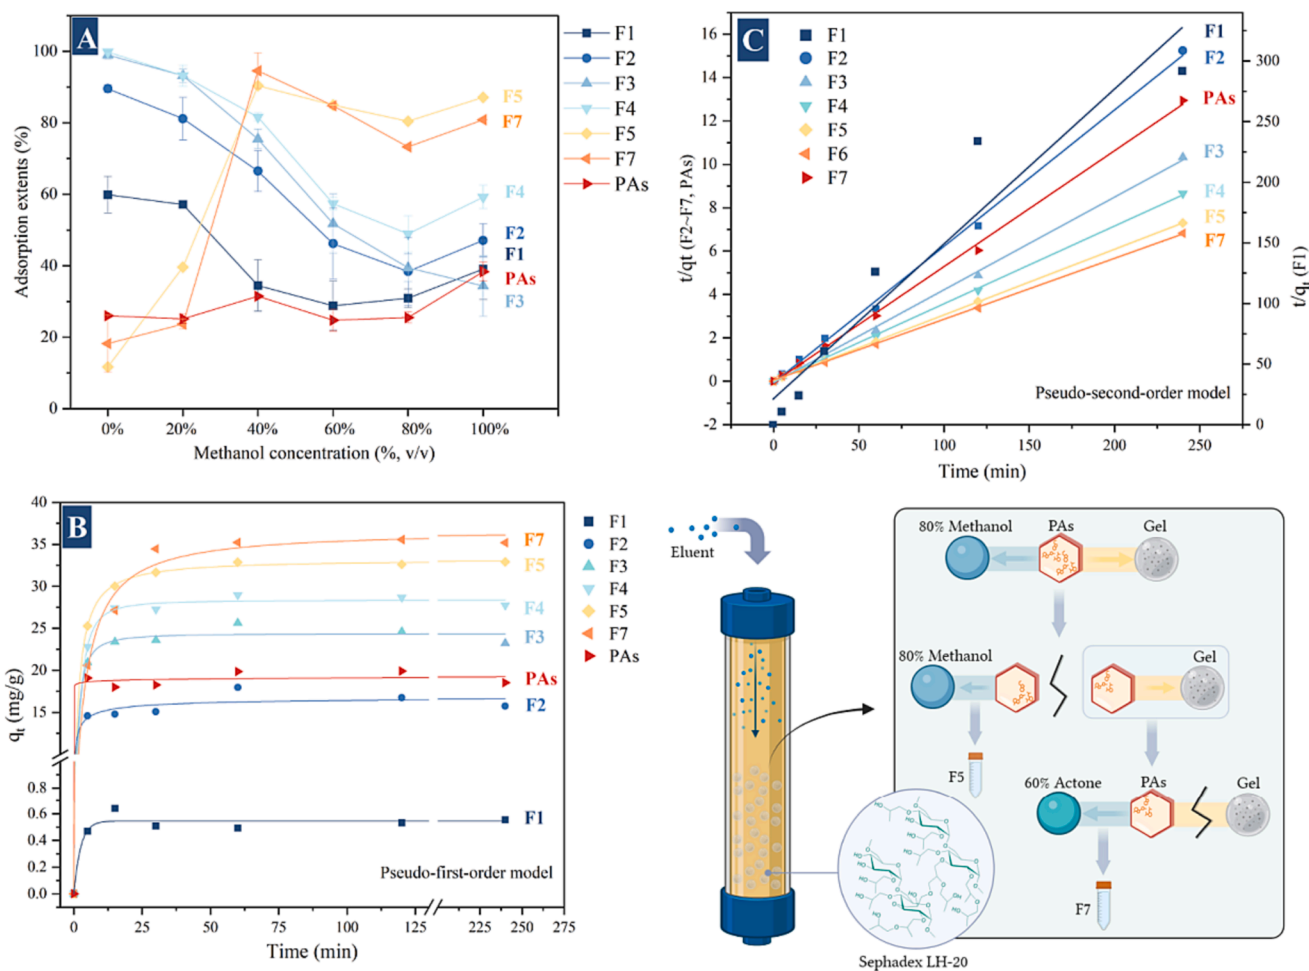 A
Adsorption extents (%)
100
80
60
40
20
0
0%
20%
40%
60%
80%
100%
Methanol concentration (%, v/v)
F5
F7
F4
F2
F1
PAs
F3
F1
F2
F3
F4
F5
F7
PAs
C
t/qt (F2~F7, PAs)
16
14
12
10
8
6
4
2
0
-2
F1
F2
F3
F4
F5
F6
F7
F1
F2
PAs
F3
F4
F5
F7
Pseudo-second-order model
300
250
200
150
100
50
0
t/qt (F1)
0
50
100
150
200
250
Time (min)
B
qt (mg/g)
40
35
30
25
20
15
0.8
0.6
0.4
0.2
0.0
F7
F5
F4
F3
PAs
F2
F1
Pseudo-first-order model
0
25
50
75
100
125
225
250
275
Time (min)
F1
F2
F3
F4
F5
F7
PAs
Eluent
Sephadex LH-20
80% Methanol
PAs
Gel
80% Methanol
Gel
F5
60% Actone
PAs
Gel
F7